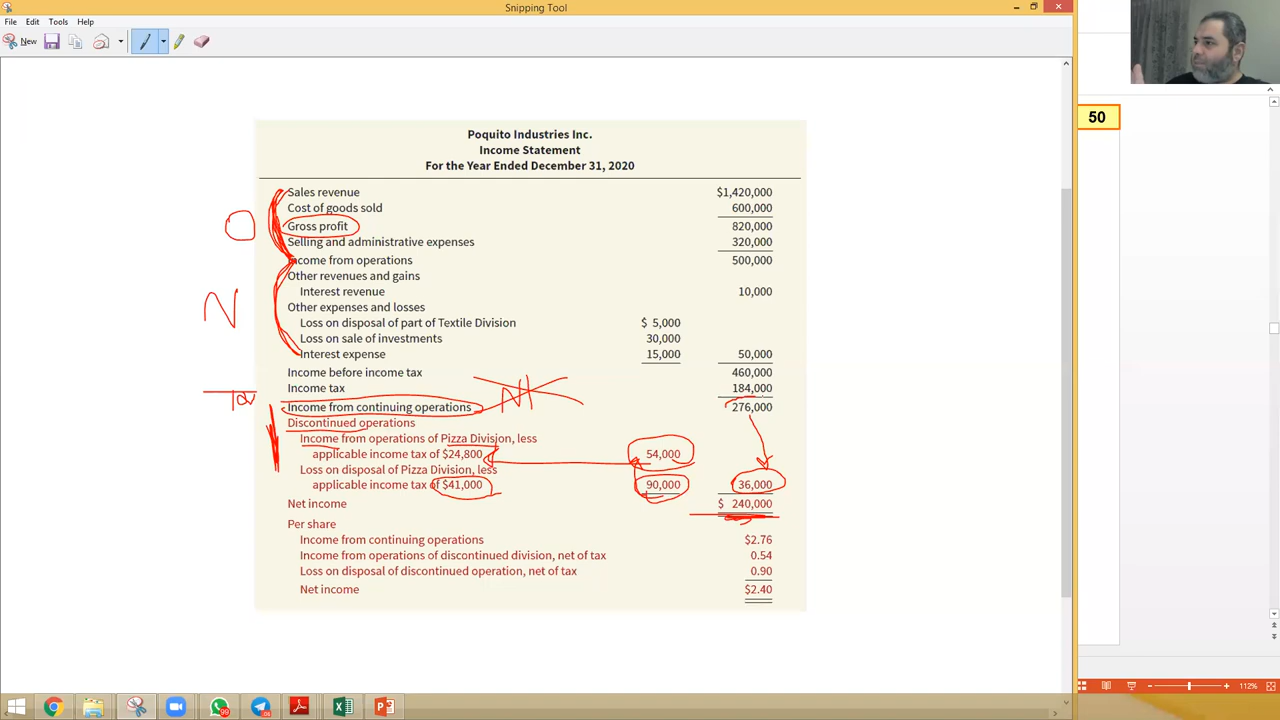 Snipping Tool
File Edit Tools Help
New
50
Poquito Industries Inc.
Income Statement
For the Year Ended December 31, 2020
Sales revenue $1,420,000
Cost of goods sold 600,000
Gross profit 820,000
Selling and administrative expenses 320,000
Income from operations 500,000
Other revenues and gains
Interest revenue 10,000
Other expenses and losses
Loss on disposal of part of Textile Division $ 5,000
Loss on sale of investments 30,000
Interest expense 15,000 50,000
Income before income tax 460,000
Income tax 184,000
Income from continuing operations 276,000
Discontinued operations
Income from operations of Pizza Division, less
applicable income tax of $24,800 54,000
Loss on disposal of Pizza Division, less
applicable income tax of $41,000 90,000 36,000
Net income $ 240,000
Per share
Income from continuing operations $2.76
Income from operations of discontinued division, net of tax 0.54
Loss on disposal of discontinued operation, net of tax 0.90
Net income $2.40
O
N
Tax
NI
99
112%